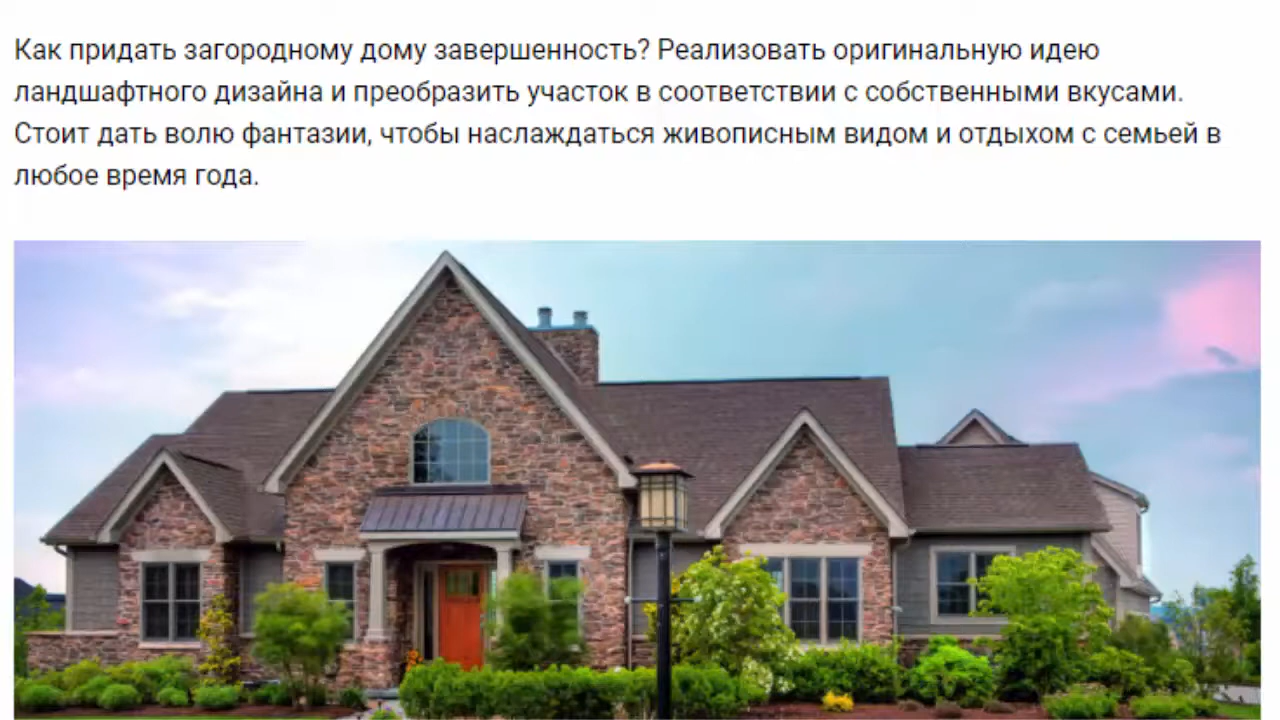 Как придать загородному дому завершенность? Реализовать оригинальную идею
ландшафтного дизайна и преобразить участок в соответствии с собственными вкусами.
Стоит дать волю фантазии, чтобы наслаждаться живописным видом и отдыхом с семьей в
любое время года.